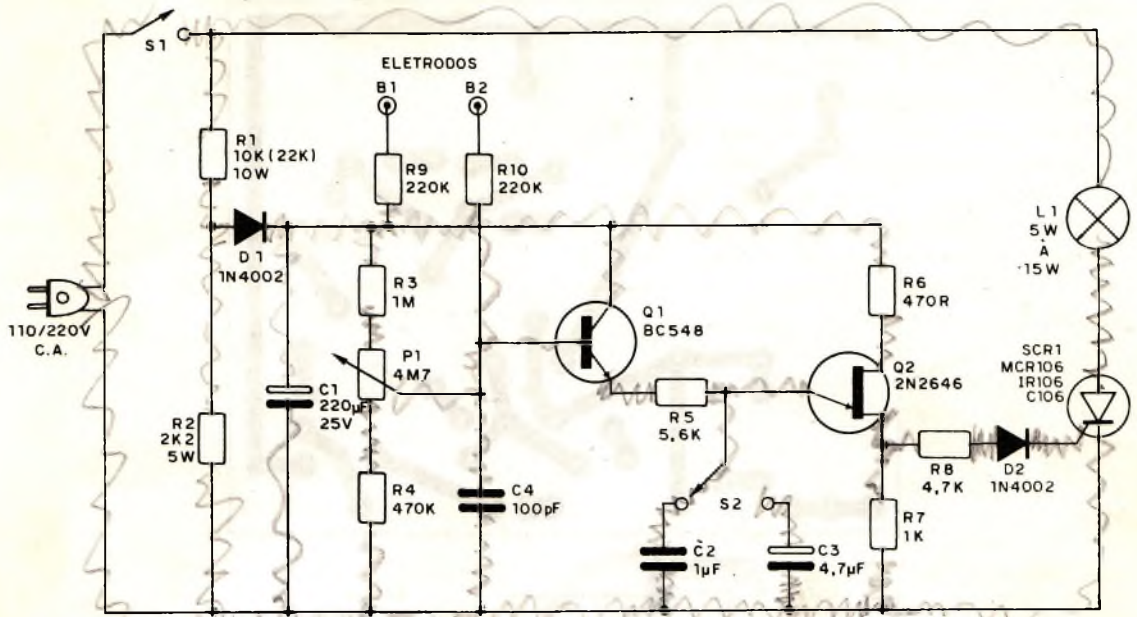 S1
ELETRODOS
B1
B2
R1
10K (22K)
10W
R9
220K
R10
220K
D1
1N4002
R3
1M
P1
4M7
Q1
BC548
R6
470R
L1
5W
À
15W
110/220V
C.A.
C1
220µF
25V
Q2
2N2646
SCR1
MCR106
IR106
C106
R2
2K2
5W
R5
5,6K
R4
470K
C4
100pF
S2
R8
4,7K
D2
1N4002
R7
1K
C2
1µF
C3
4,7µF